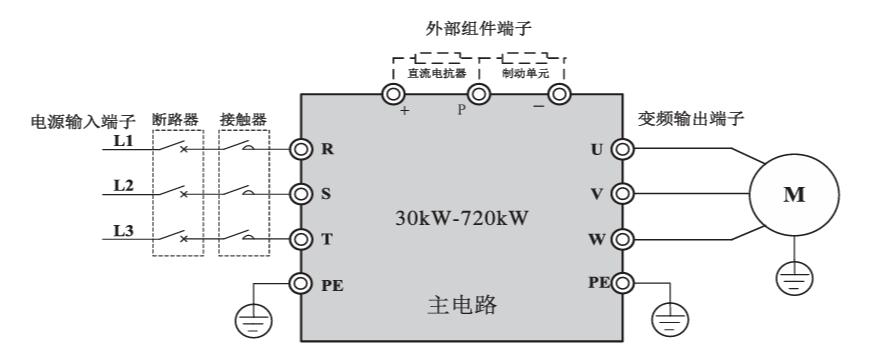 外部组件端子
直流电抗器 制动单元
+ P −
电源输入端子 断路器 接触器 变频输出端子
L1 R U
L2 S V M
L3 T W
30kW-720kW
PE PE
主电路